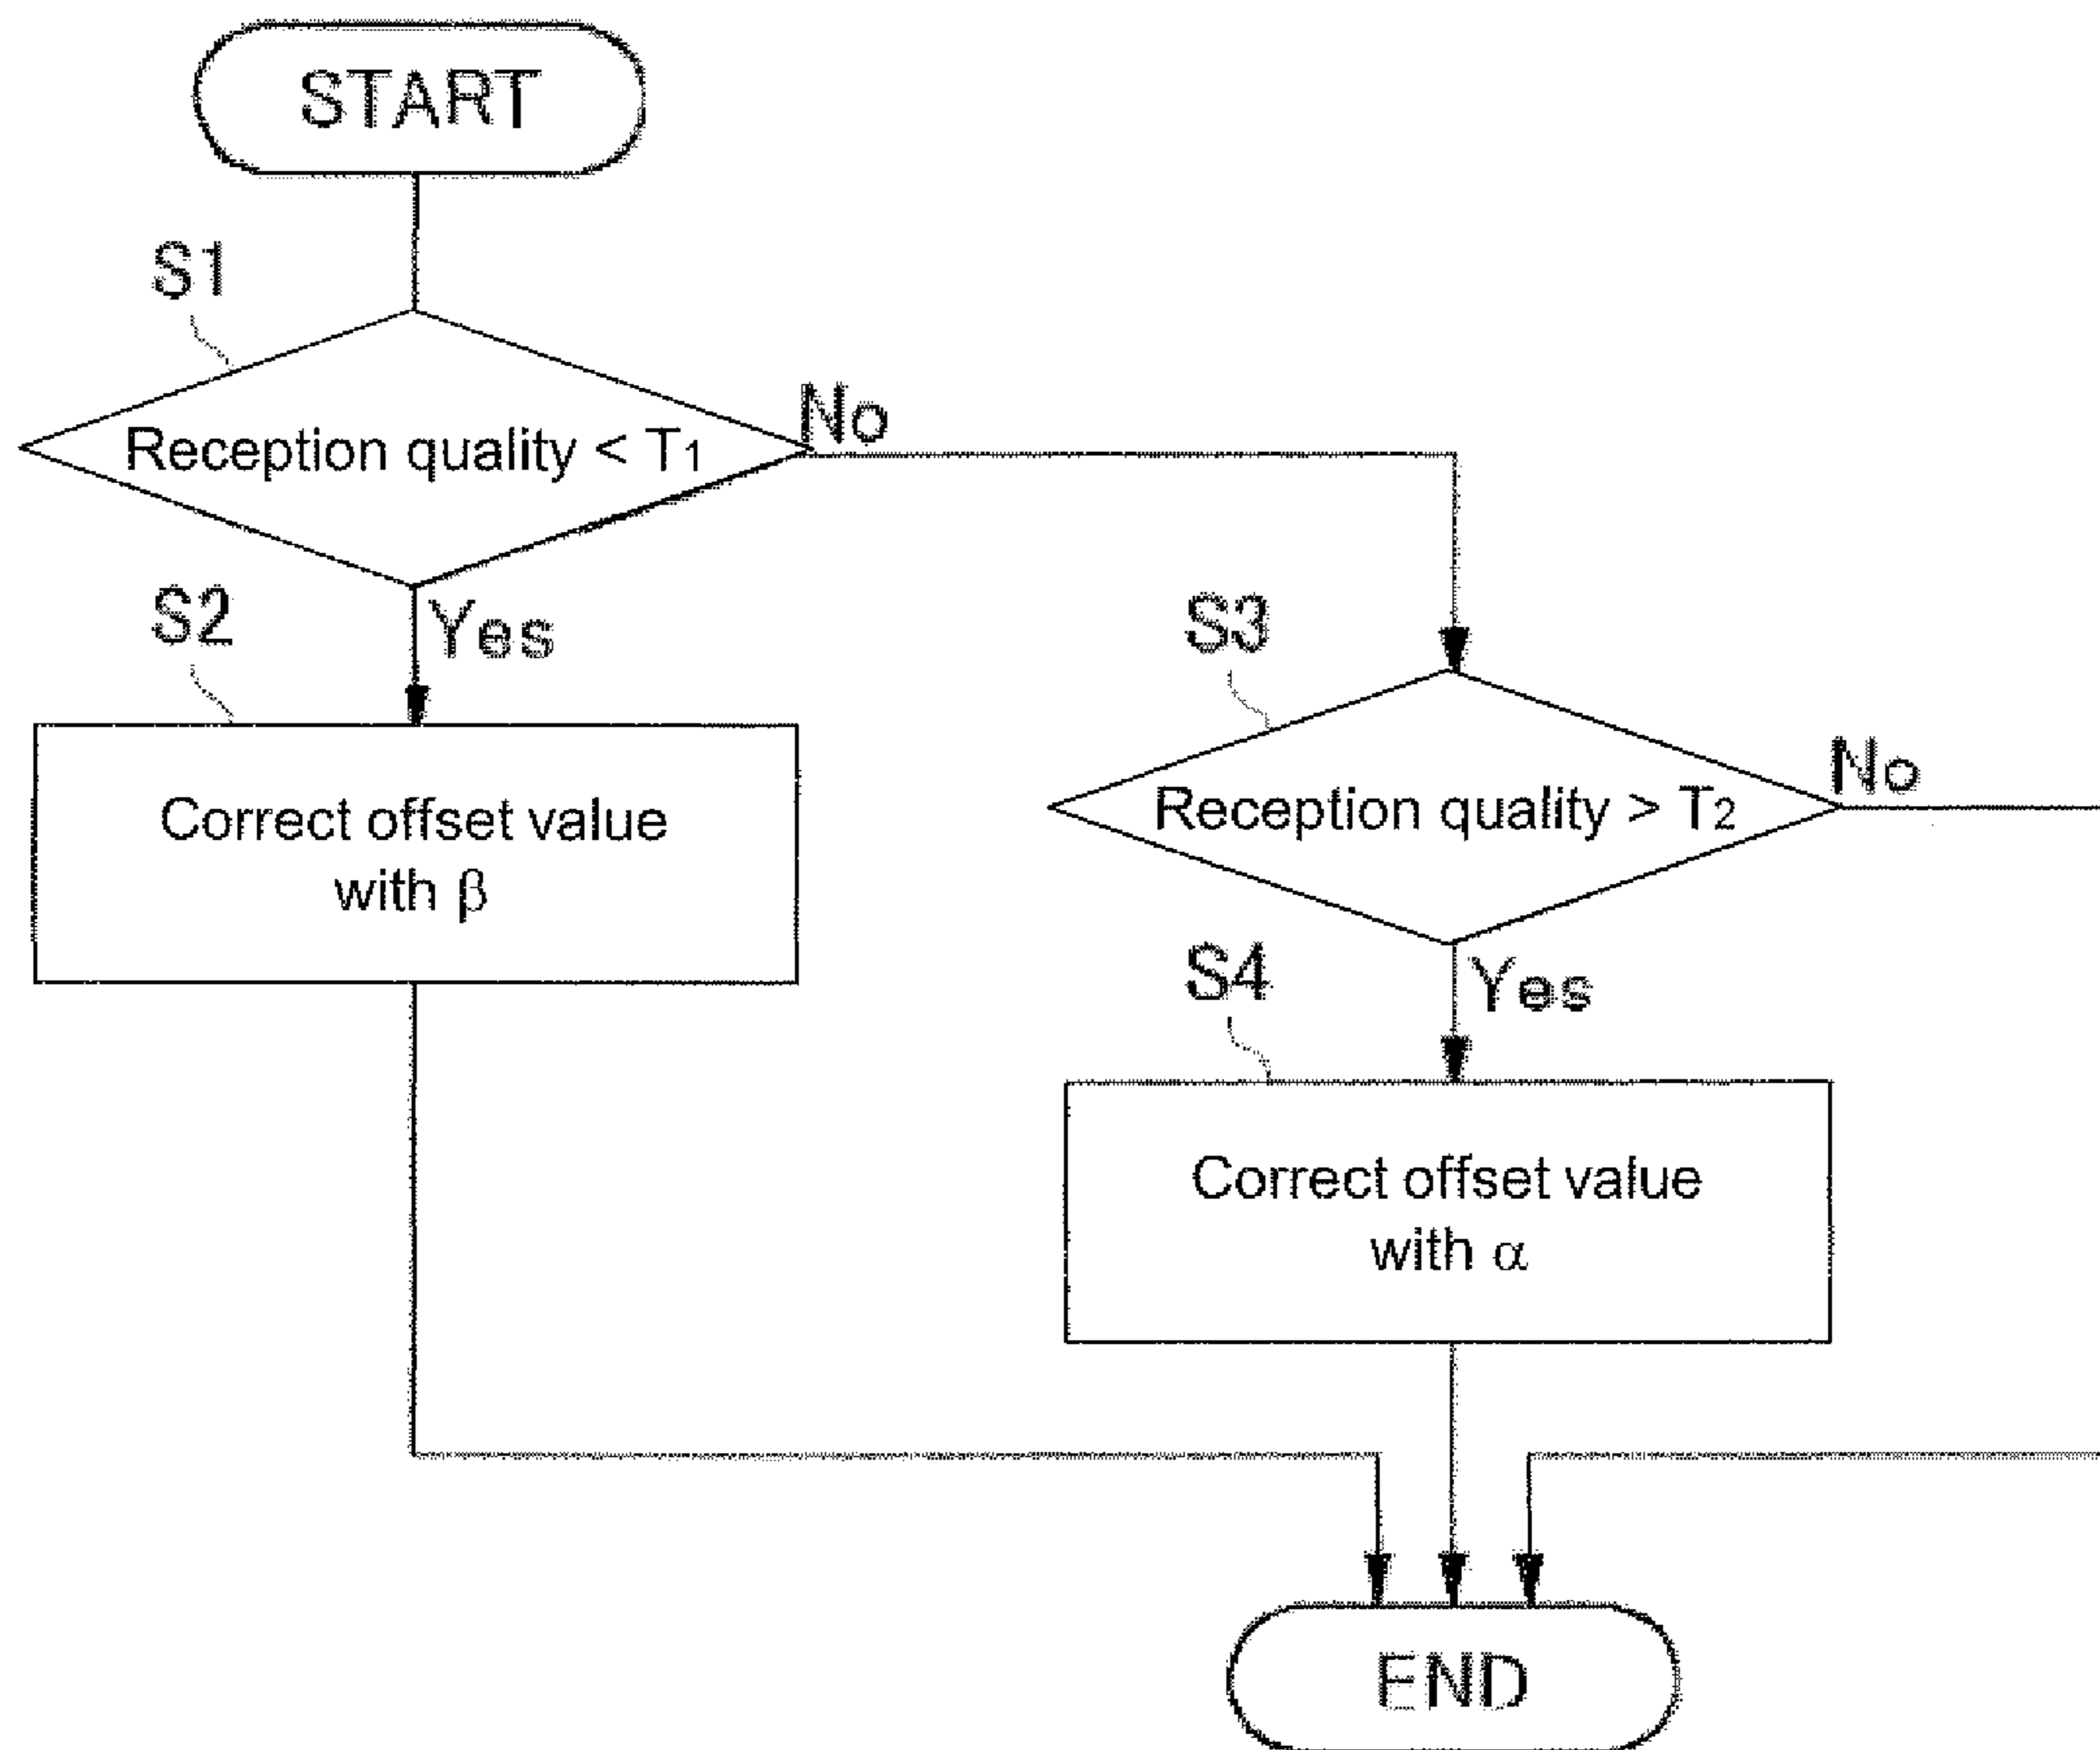 START
S1
Reception quality < T1
No
S2
Yes
Correct offset value
with β
S3
Reception quality > T2
No
S4
Yes
Correct offset value
with α
END